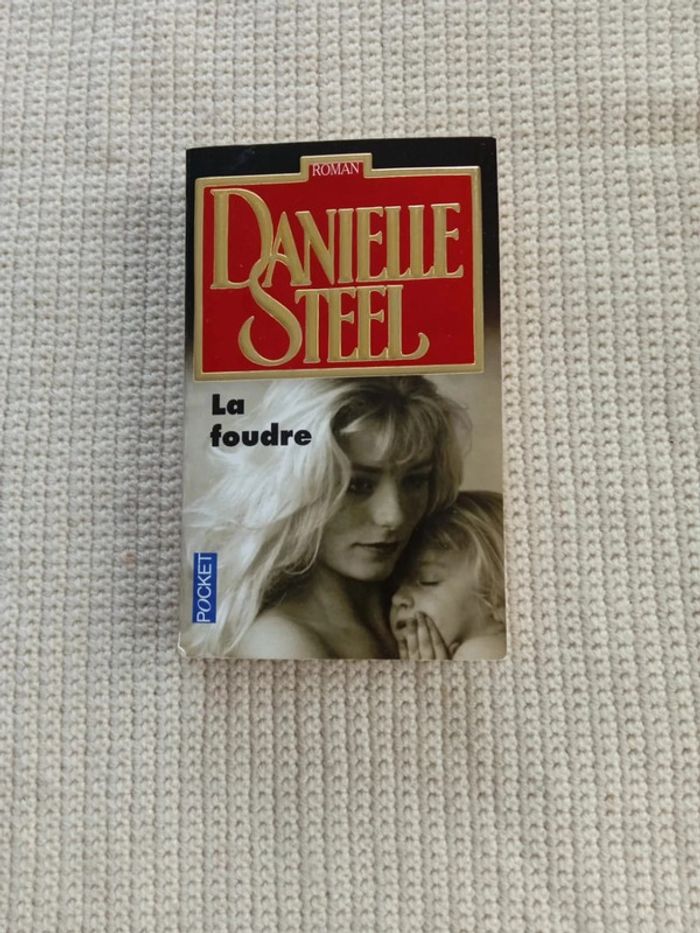 ROMAN
DANIELLE
STEEL
La
foudre
POCKET